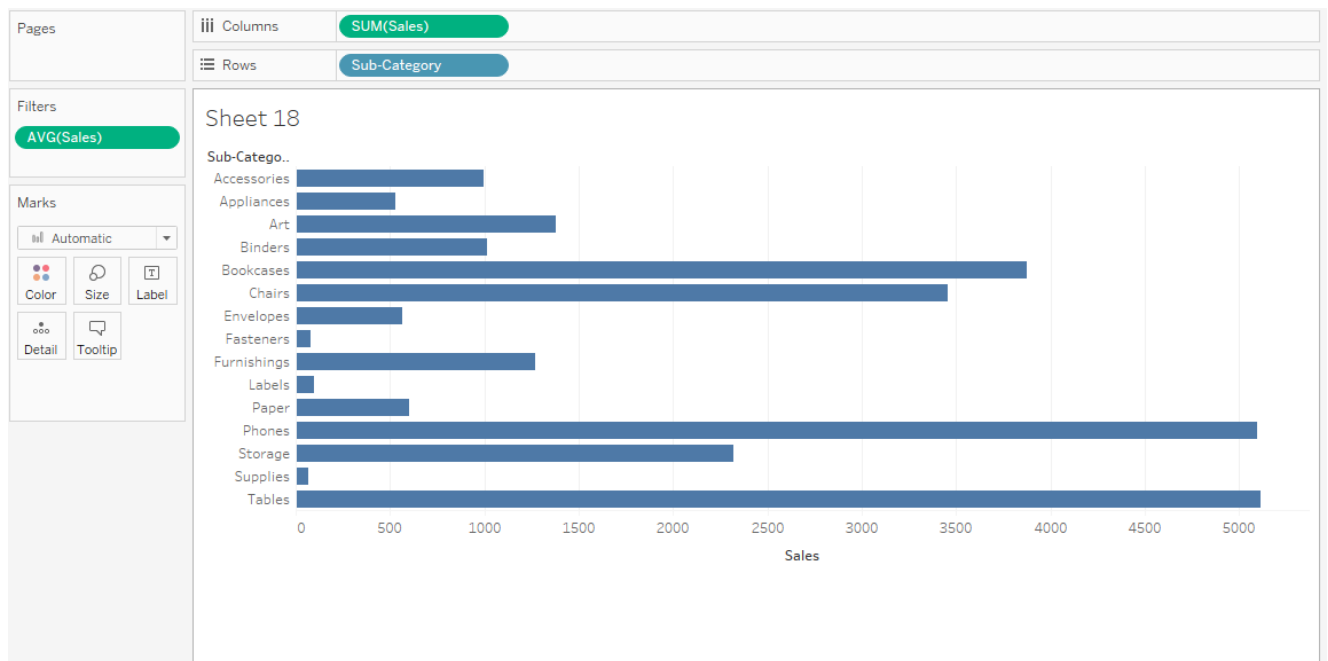 Pages
Columns SUM(Sales)
Rows Sub-Category
Filters
AVG(Sales)
Marks
Automatic
Color Size Label
Detail Tooltip
Sheet 18
Sub-Catego..
Accessories
Appliances
Art
Binders
Bookcases
Chairs
Envelopes
Fasteners
Furnishings
Labels
Paper
Phones
Storage
Supplies
Tables
0 500 1000 1500 2000 2500 3000 3500 4000 4500 5000
Sales